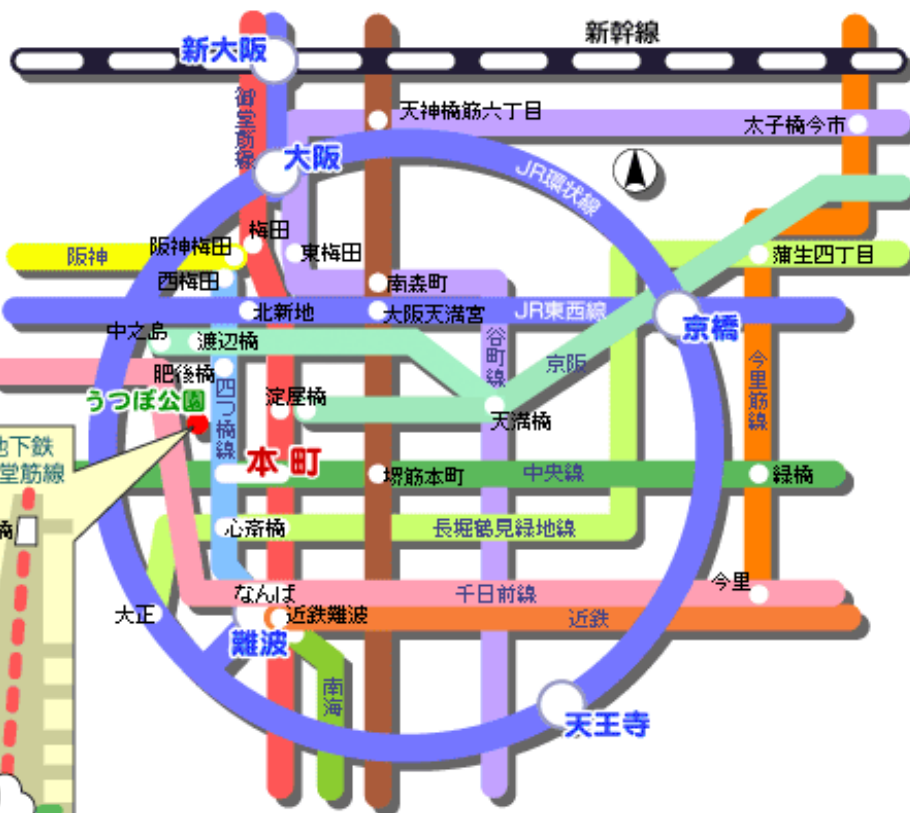 新幹線
新大阪
御堂筋線
天神橋筋六丁目
太子橋今市
大阪
JR環状線
梅田
阪神梅田
阪神
東梅田
蒲生四丁目
西梅田
南森町
北新地
大阪天満宮
JR東西線
京橋
中之島
渡辺橋
谷町線
京阪
今里筋線
肥後橋
四つ橋線
うつぼ公園
淀屋橋
天満橋
地下鉄
堂筋線
本町
堺筋本町
中央線
緑橋
橋
心斎橋
長堀鶴見緑地線
なんば
千日前線
今里
大正
近鉄難波
近鉄
難波
南海
天王寺